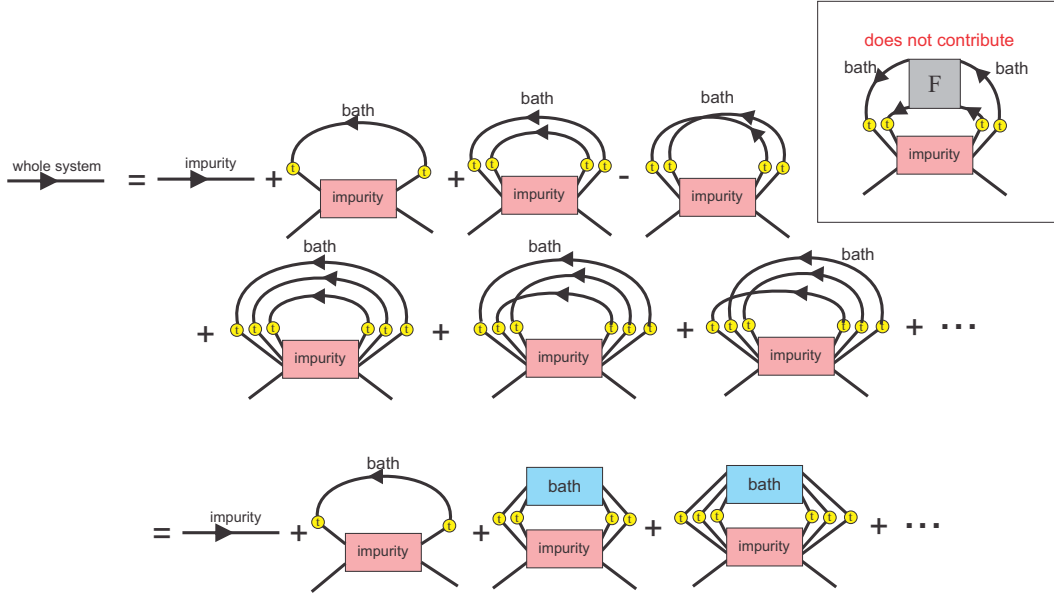 does not contribute
bath bath
F
t t t t
impurity
bath bath bath
whole system = impurity + t t + t t t t - t t t t
impurity impurity impurity
bath bath
+ t t t t t t + t t t t t t + t t t t t t + ...
impurity impurity impurity
bath bath bath
= impurity + t t + t t t t + t t t t t t + ...
impurity impurity impurity